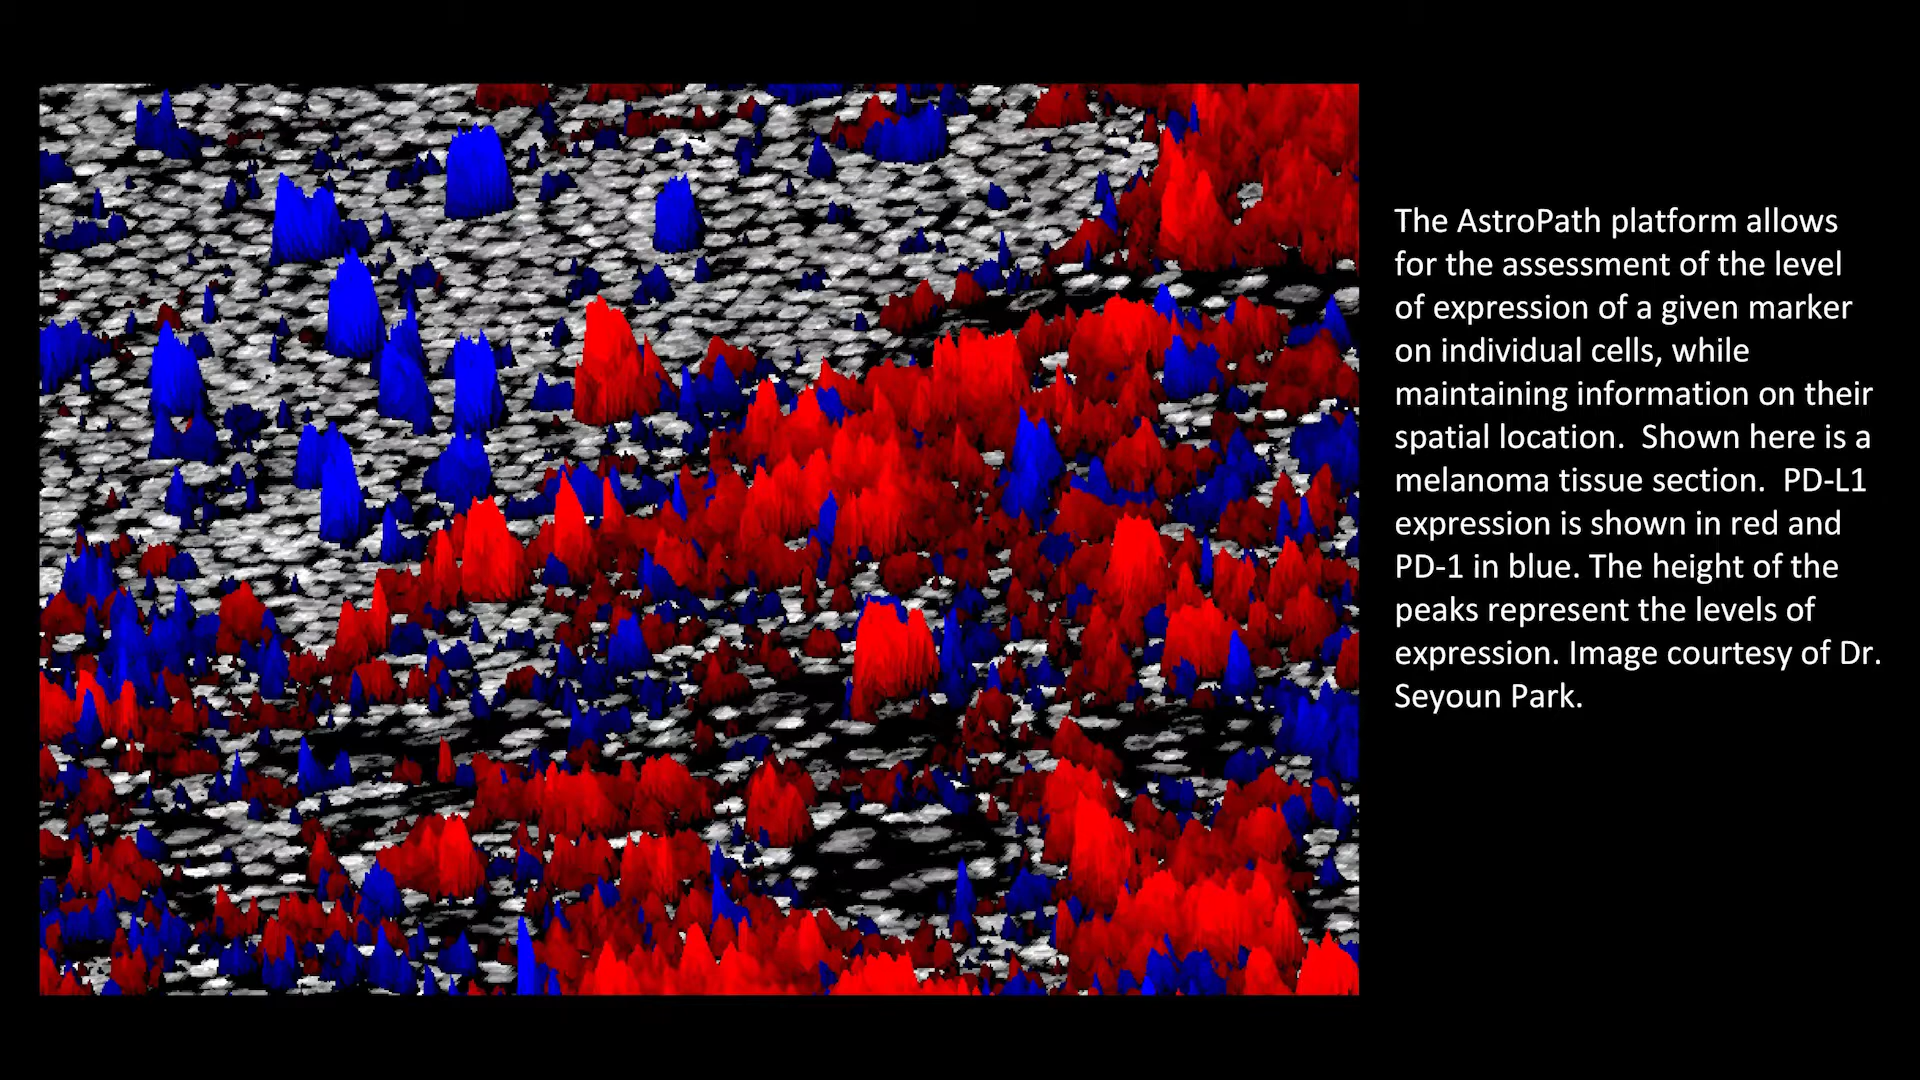 The AstroPath platform allows
for the assessment of the level
of expression of a given marker
on individual cells, while
maintaining information on their
spatial location.  Shown here is a
melanoma tissue section.  PD-L1
expression is shown in red and
PD-1 in blue. The height of the
peaks represent the levels of
expression. Image courtesy of Dr.
Seyoun Park.